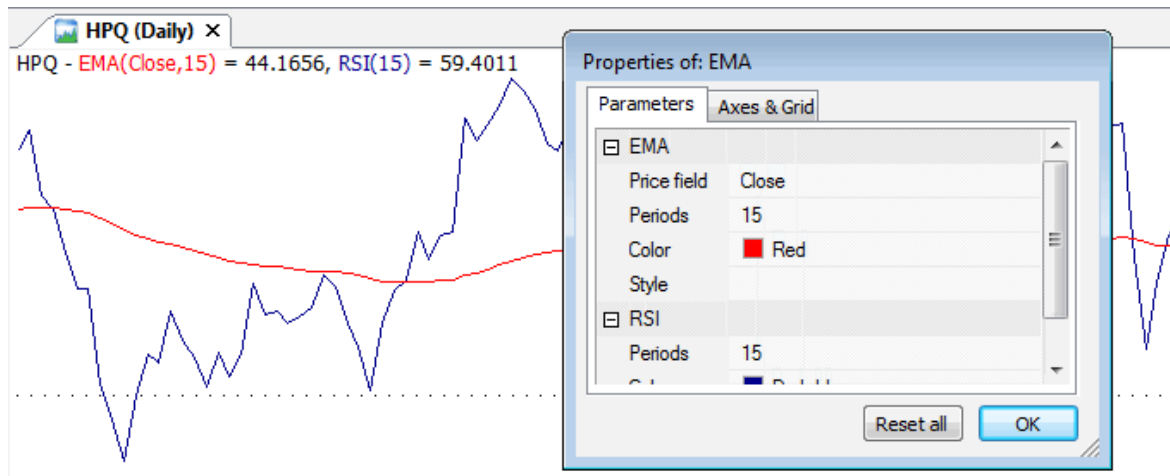 HPQ (Daily)
HPQ - EMA(Close,15) = 44.1656, RSI(15) = 59.4011
Properties of: EMA
Parameters Axes & Grid
EMA
Price field Close
Periods 15
Color Red
Style
RSI
Periods 15
Reset all OK